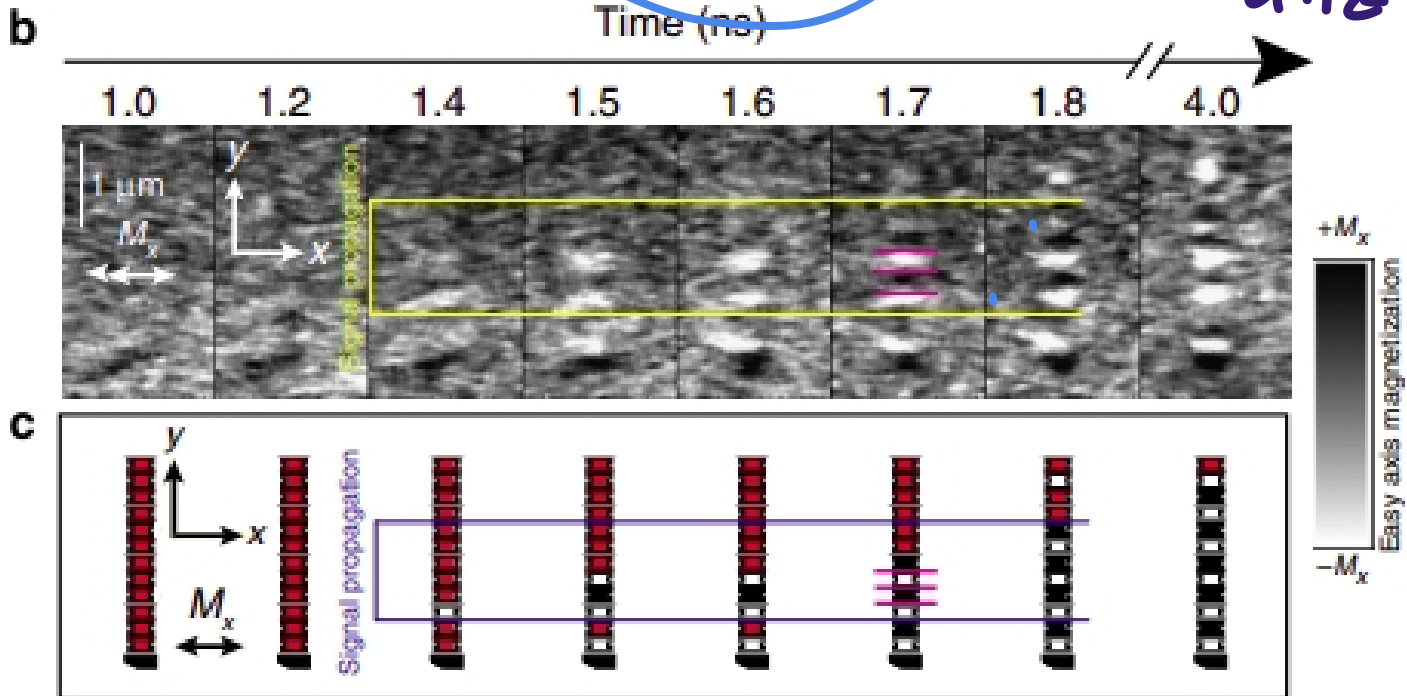 b
Time (ns)
1.0 1.2 1.4 1.5 1.6 1.7 1.8 4.0
1 µm
Mx
y
x
Signal propagation
+Mx
Easy axis magnetization
−Mx
c
y
x
Mx
Signal propagation